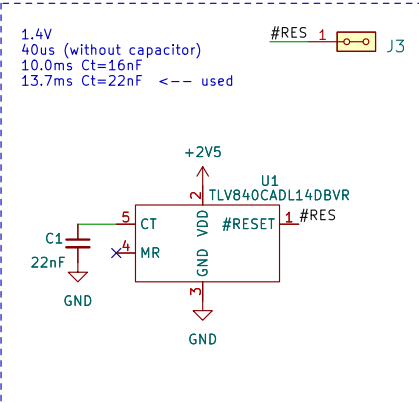 1.4V
40us (without capacitor)
10.0ms Ct=16nF
13.7ms Ct=22nF <-- used
#RES 1 J3
+2V5
U1
TLV840CADL14DBVR
2
VDD
5 CT
#RESET 1 #RES
C1
22nF
4 MR
GND
3
GND
GND